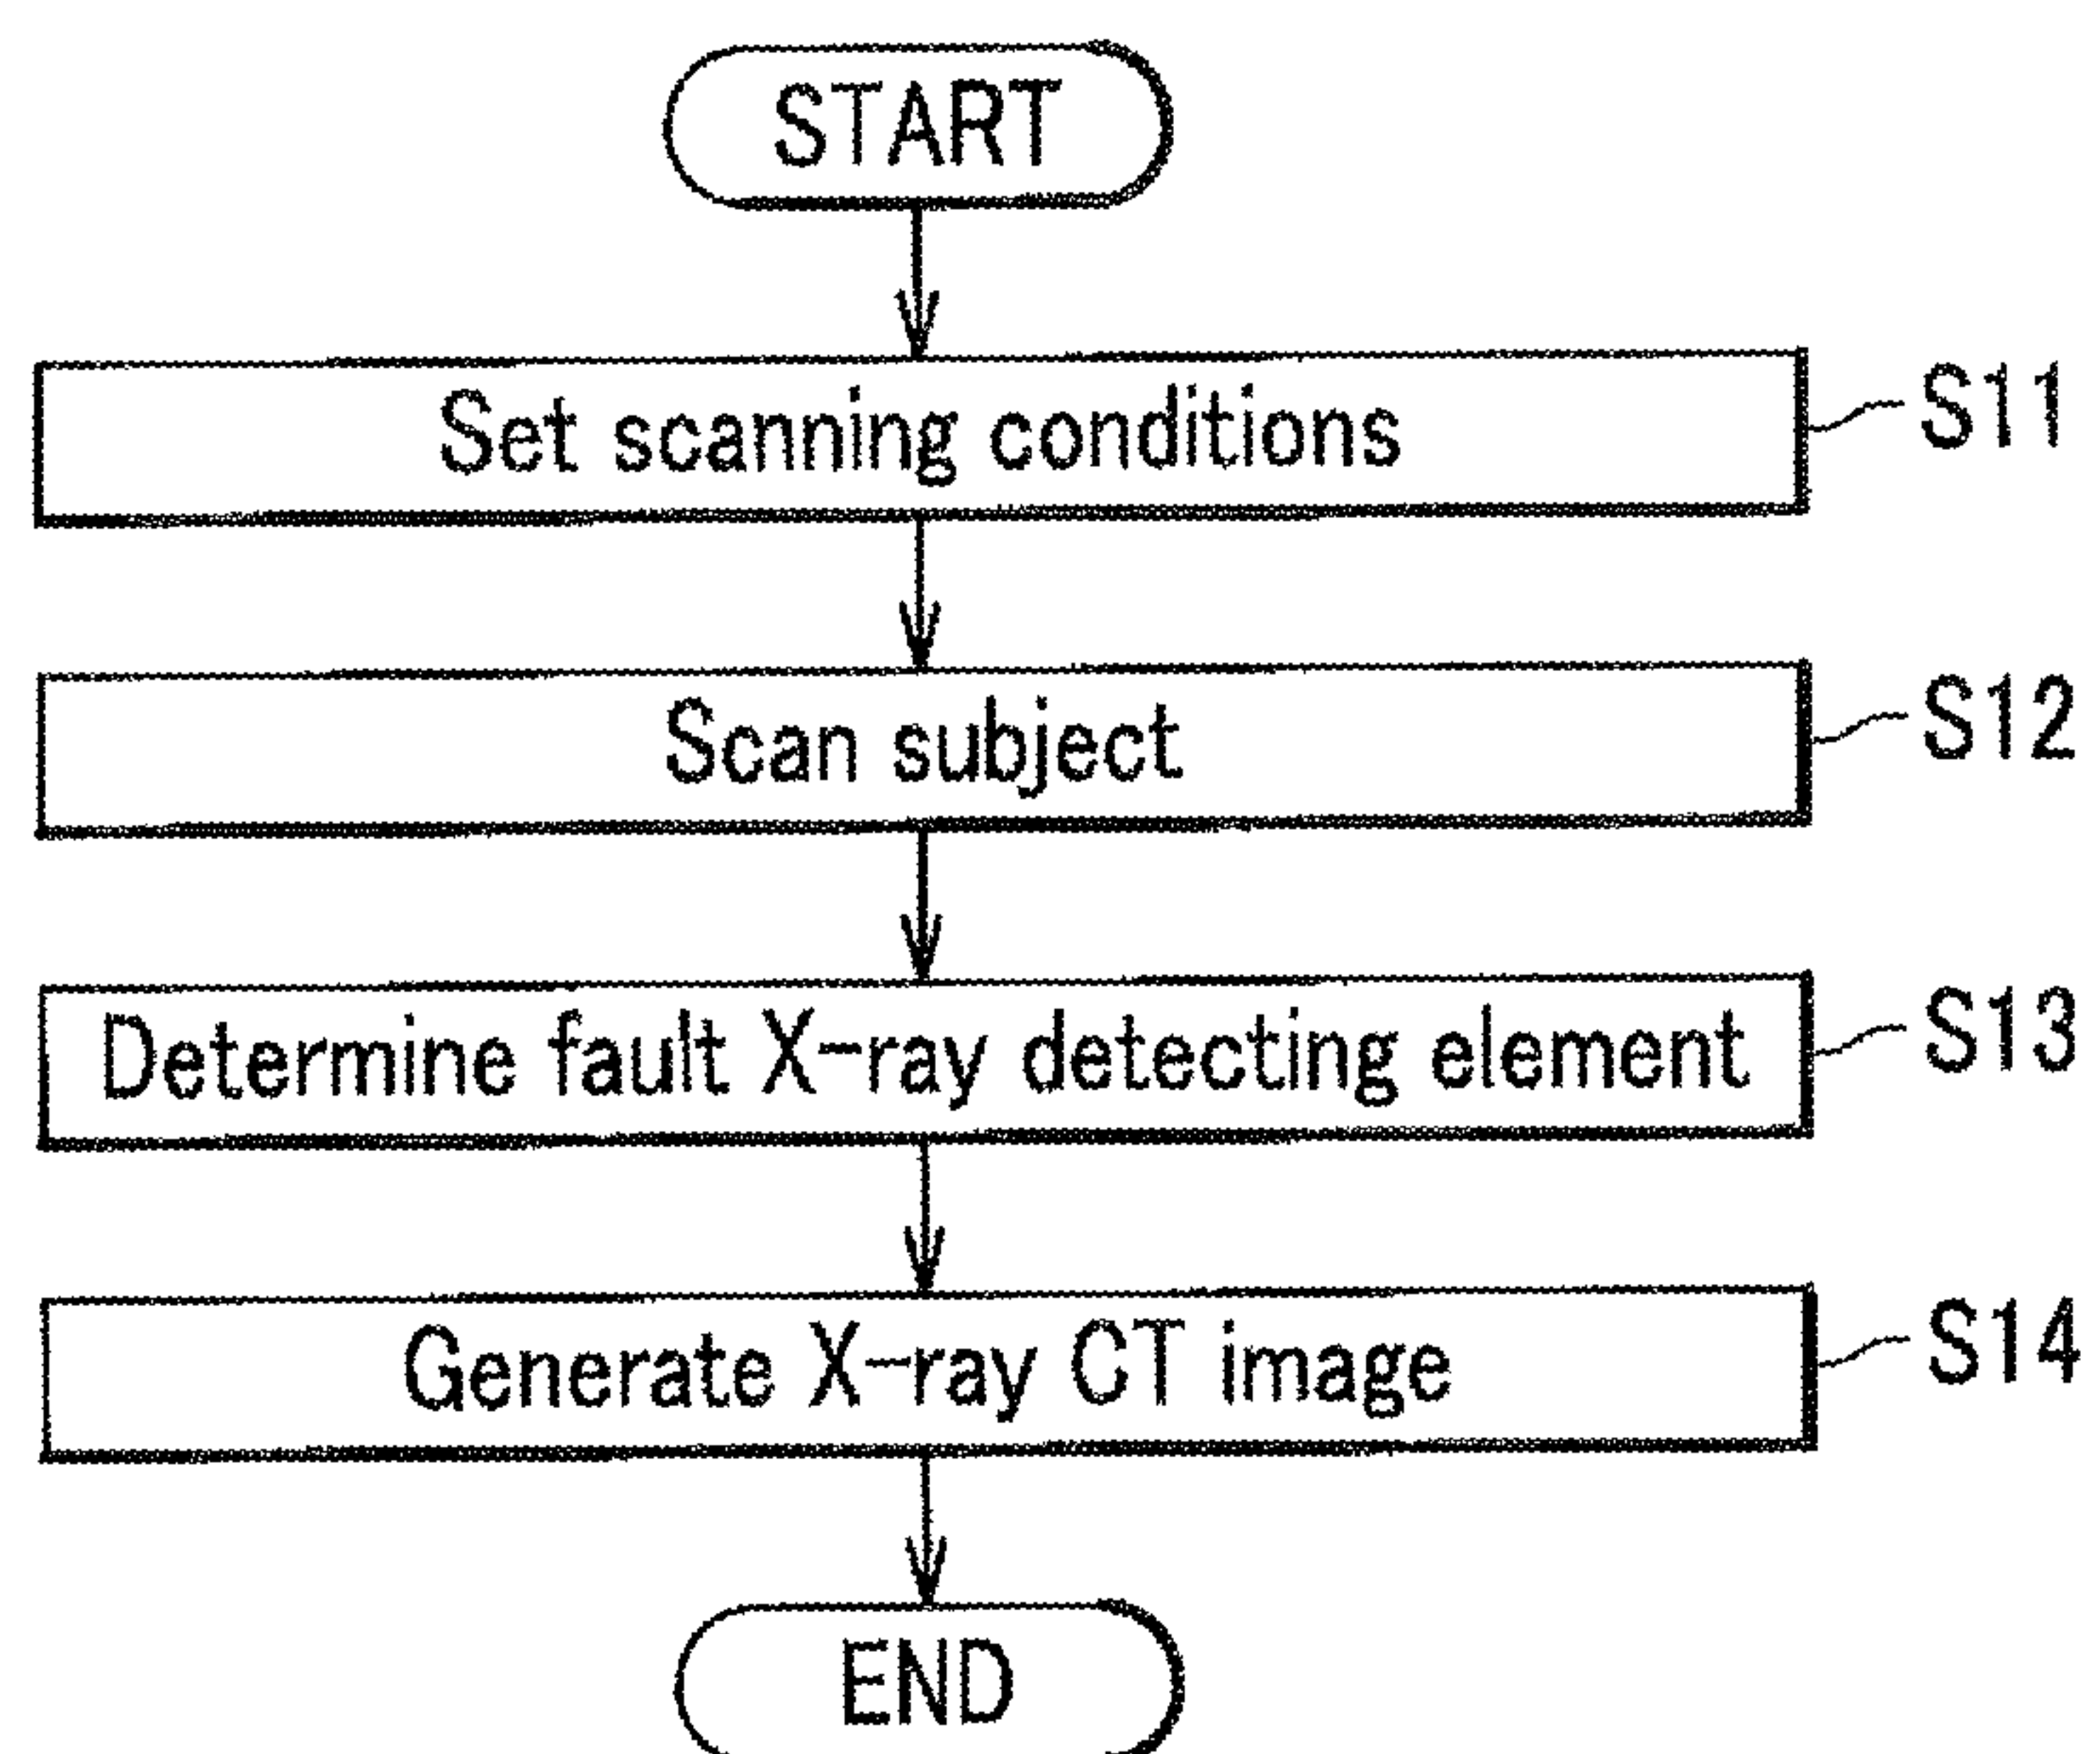 START
Set scanning conditions
S11
Scan subject
S12
Determine fault X-ray detecting element
S13
Generate X-ray CT image
S14
END